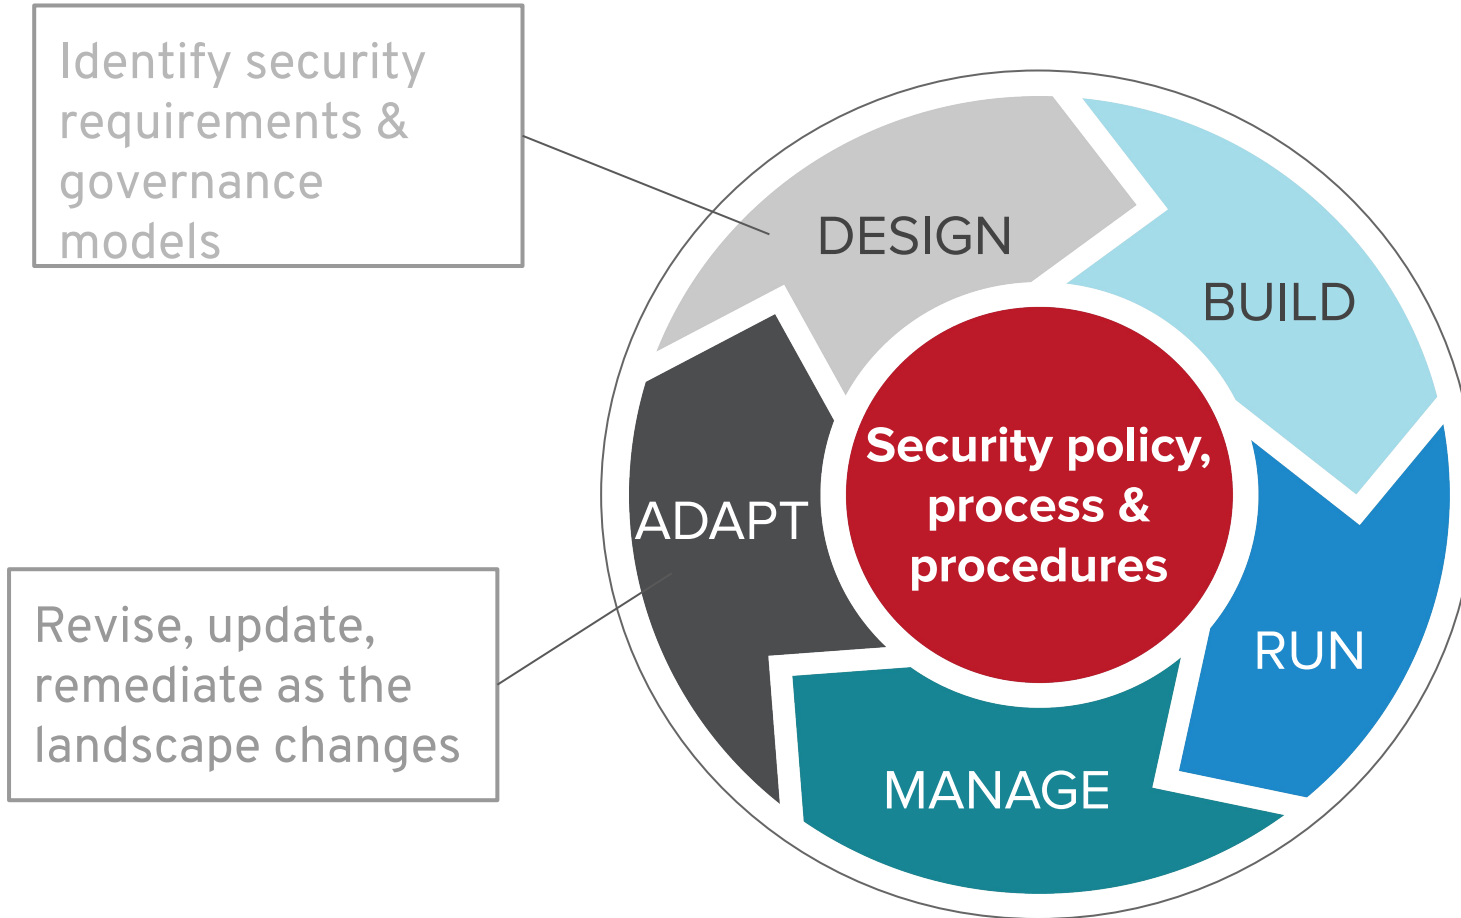 Identify security
requirements &
governance
models
DESIGN
BUILD
Security policy,
process &
procedures
ADAPT
RUN
MANAGE
Revise, update,
remediate as the
landscape changes